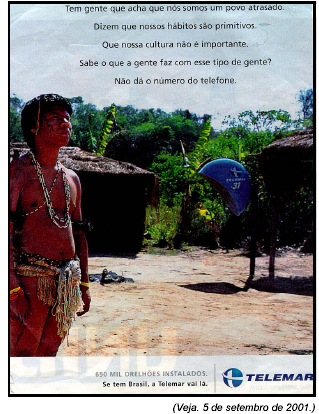 Tem gente que acha que nós somos um povo atrasado.
Dizem que nossos hábitos são primitivos.
Que nossa cultura não é importante.
Sabe o que a gente faz com esse tipo de gente?
Não dá o número do telefone.
31
650 MIL ORELHÕES INSTALADOS.
Se tem Brasil, a Telemar vai lá.
TELEMAR
(Veja. 5 de setembro de 2001.)